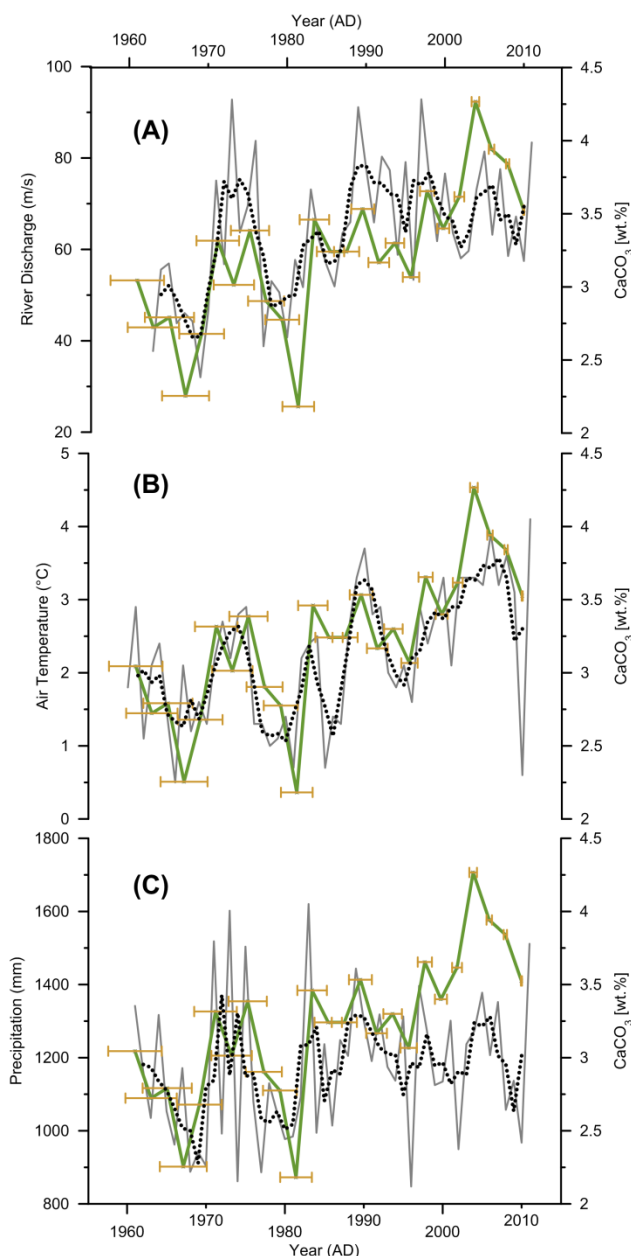 Year (AD)
1960 1970 1980 1990 2000 2010
(A)
River Discharge (m/s)
100
80
60
40
20
4.5
4
3.5
3
2.5
2
CaCO3 [wt.%]
(B)
Air Temperature (°C)
5
4
3
2
1
0
4.5
4
3.5
3
2.5
2
CaCO3 [wt.%]
(C)
Precipitation (mm)
1800
1600
1400
1200
1000
800
4.5
4
3.5
3
2.5
2
CaCO3 [wt.%]
1960 1970 1980 1990 2000 2010
Year (AD)